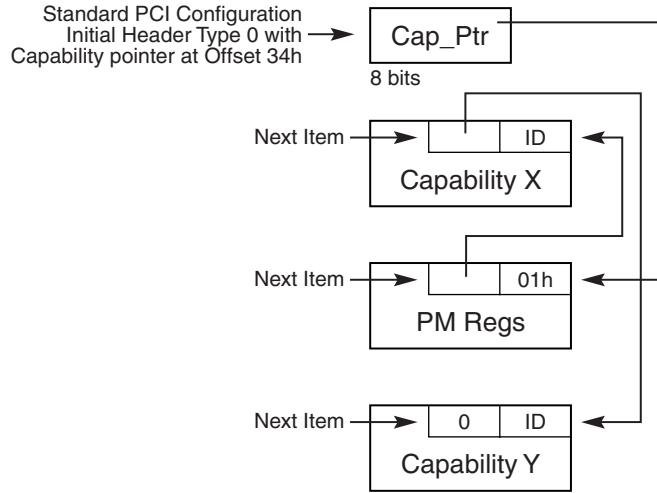 Standard PCI Configuration
Initial Header Type 0 with
Capability pointer at Offset 34h
Cap_Ptr
8 bits
Next Item
ID
Capability X
Next Item
01h
PM Regs
Next Item
0
ID
Capability Y